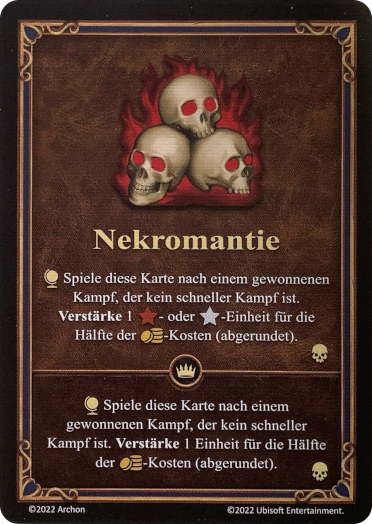 Nekromantie
Spiele diese Karte nach einem gewonnenen
Kampf, der kein schneller Kampf ist.
Verstärke 1 - oder -Einheit für die
Hälfte der -Kosten (abgerundet).
Spiele diese Karte nach einem
gewonnenen Kampf, der kein schneller
Kampf ist. Verstärke 1 Einheit für die Hälfte
der -Kosten (abgerundet).
©2022 Archon
©2022 Ubisoft Entertainment.